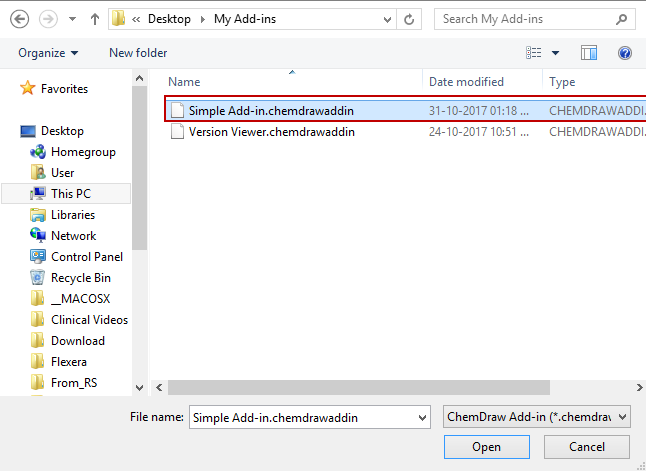 « Desktop My Add-ins Search My Add-ins
Organize New folder
Name Date modified Type
Favorites
Desktop
Homegroup
User
This PC
Libraries
Network
Control Panel
Recycle Bin
__MACOSX
Clinical Videos
Download
Flexera
From_RS
Simple Add-in.chemdrawaddin 31-10-2017 01:18 ... CHEMDRAWADDI...
Version Viewer.chemdrawaddin 24-10-2017 10:51 ... CHEMDRAWADDI...
File name: Simple Add-in.chemdrawaddin ChemDraw Add-in (*.chemdraw
Open Cancel